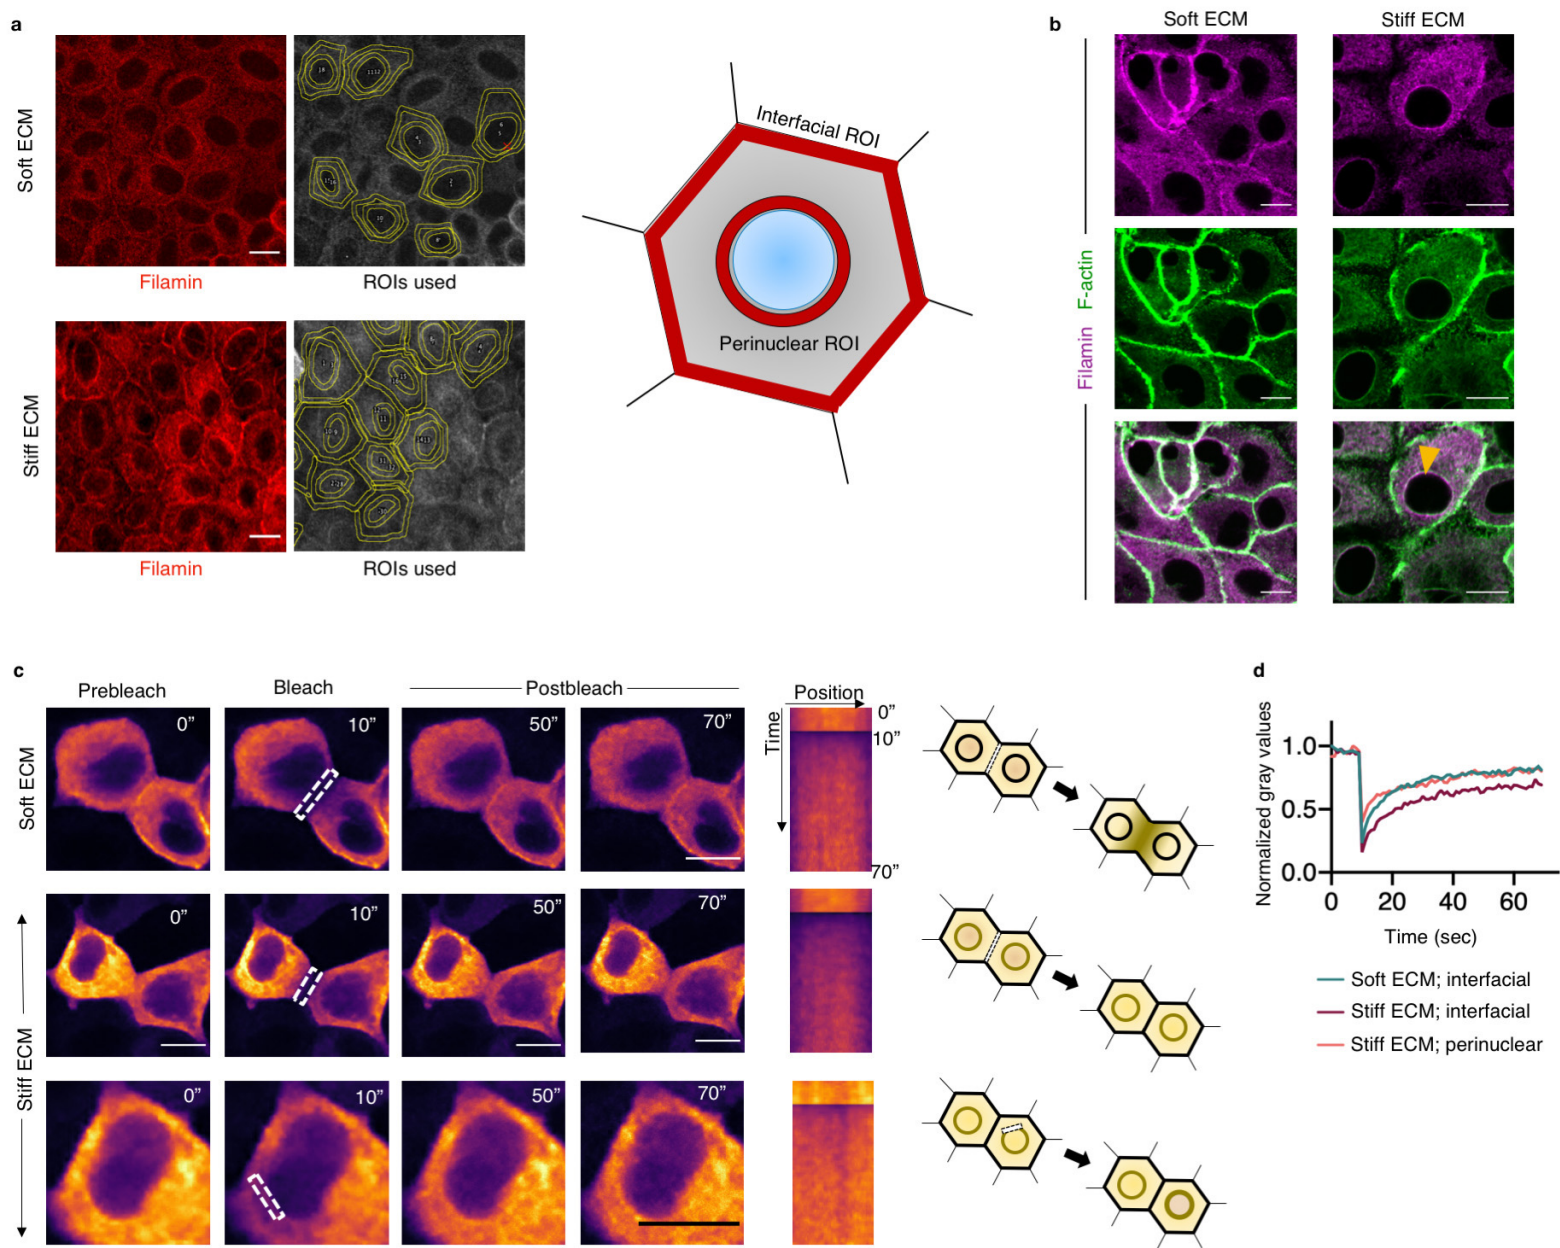 a
Soft ECM
Filamin
ROIs used
Stiff ECM
Filamin
ROIs used
Interfacial ROI
Perinuclear ROI
b
Soft ECM
Stiff ECM
Filamin F-actin
c
Prebleach
Bleach
Postbleach
Position
Time
0”
10”
70”
Soft ECM
0”
10”
50”
70”
Stiff ECM
0”
10”
50”
70”
0”
10”
50”
70”
d
Normalized gray values
1.0
0.5
0.0
0 20 40 60
Time (sec)
Soft ECM; interfacial
Stiff ECM; interfacial
Stiff ECM; perinuclear